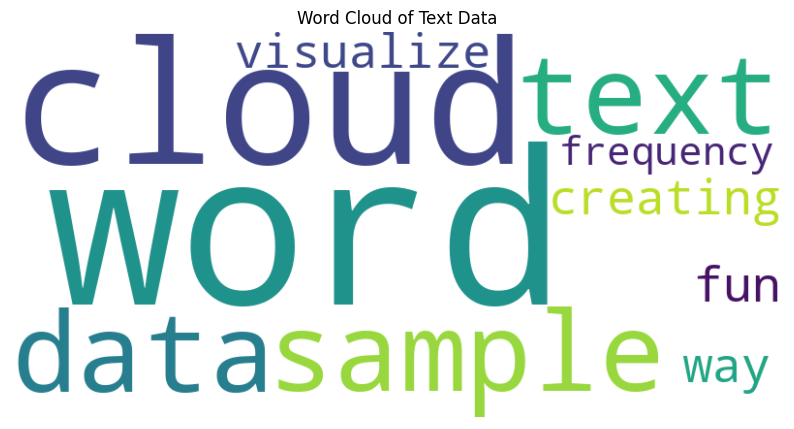 Word Cloud of Text Data
visualize
cloud
text
frequency
word
creating
fun
data
sample
way